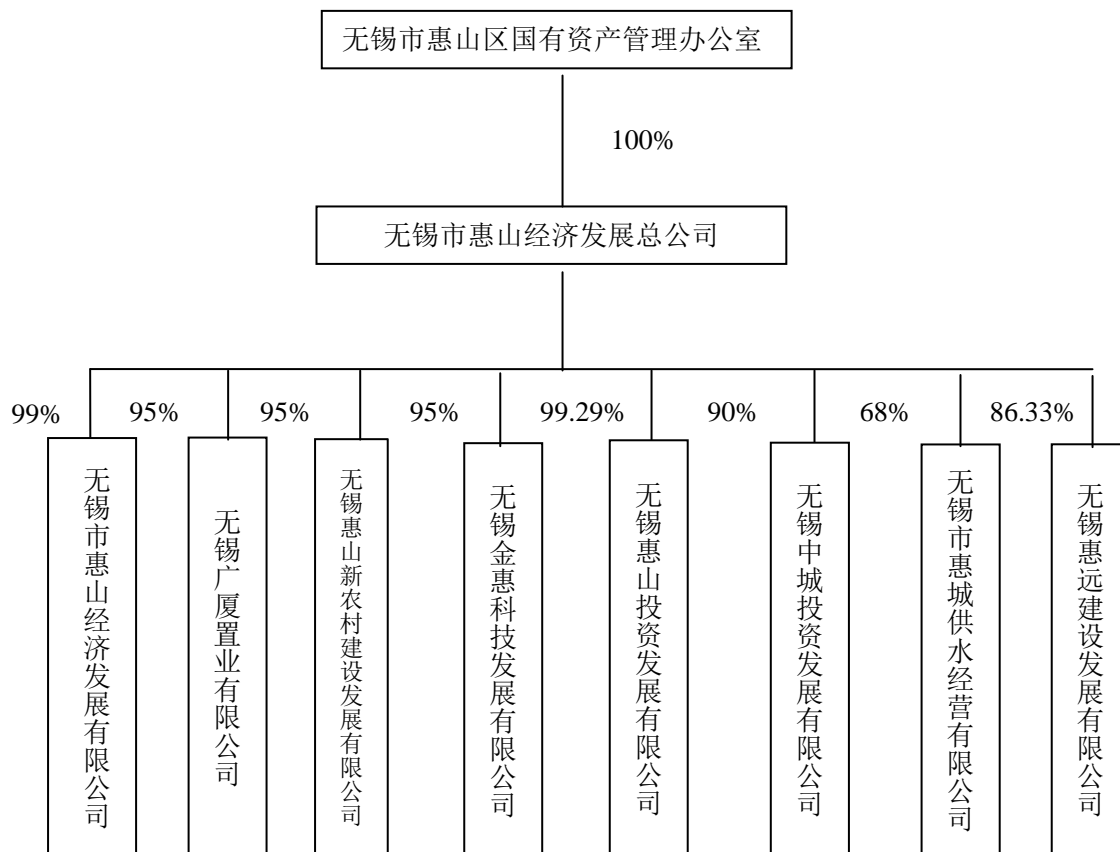 无锡市惠山区国有资产管理办公室
100%
无锡市惠山经济发展总公司
99%
95%
95%
95%
99.29%
90%
68%
86.33%
无锡市惠山经济发展有限公司
无锡广厦置业有限公司
无锡惠山新农村建设发展有限公司
无锡金惠科技发展有限公司
无锡惠山投资发展有限公司
无锡中城投资发展有限公司
无锡市惠城供水经营有限公司
无锡惠远建设发展有限公司